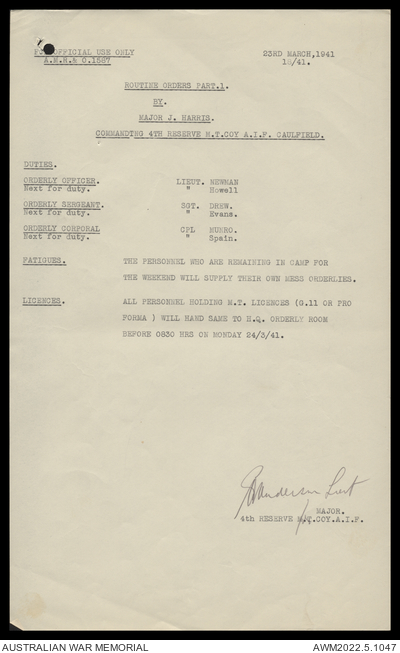 OFFICIAL USE ONLY
A.H.H.& C.1587
23RD MARCH,1941
/41.
ROUTINE ORDERS PART.1.
BY.
MAJOR J. HARRIS.
COMMANDING 4TH RESERVE M.T.COY A.I.F. CAULFIELD.
DUTIES.
ORDERLY OFFICER. LIEUT. NEWMAN
Next for duty. " Howell
ORDERLY SERGEANT. SGT. DREW.
Next for duty. " Evans.
ORDERLY CORPORAL CPL MUNRO.
Next for duty. " Spain.
FATIGUES. THE PERSONNEL WHO ARE REMAINING IN CAMP FOR
THE WEEKEND WILL SUPPLY THEIR OWN MESS ORDERLIES.
LICENCES. ALL PERSONNEL HOLDING M.T. LICENCES (G.11 OR PRO
FORMA ) WILL HAND SAME TO H.Q. ORDERLY ROOM
BEFORE 0830 HRS ON MONDAY 24/3/41.
Sanderson Lieut
MAJOR.
4th RESERVE M.T.COY.A.I.F.
AUSTRALIAN WAR MEMORIAL
AWM2022.5.1047